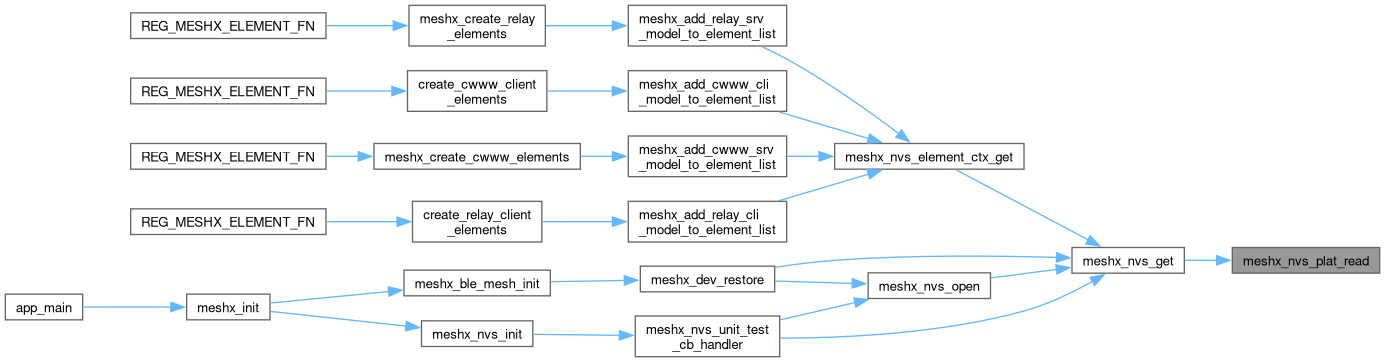 REG_MESHX_ELEMENT_FN
meshx_create_relay
_elements
meshx_add_relay_srv
_model_to_element_list
REG_MESHX_ELEMENT_FN
create_cwww_client
_elements
meshx_add_cwww_cli
_model_to_element_list
REG_MESHX_ELEMENT_FN
meshx_create_cwww_elements
meshx_add_cwww_srv
_model_to_element_list
meshx_nvs_element_ctx_get
REG_MESHX_ELEMENT_FN
create_relay_client
_elements
meshx_add_relay_cli
_model_to_element_list
meshx_nvs_get
meshx_nvs_plat_read
app_main
meshx_init
meshx_ble_mesh_init
meshx_dev_restore
meshx_nvs_open
meshx_nvs_init
meshx_nvs_unit_test
_cb_handler